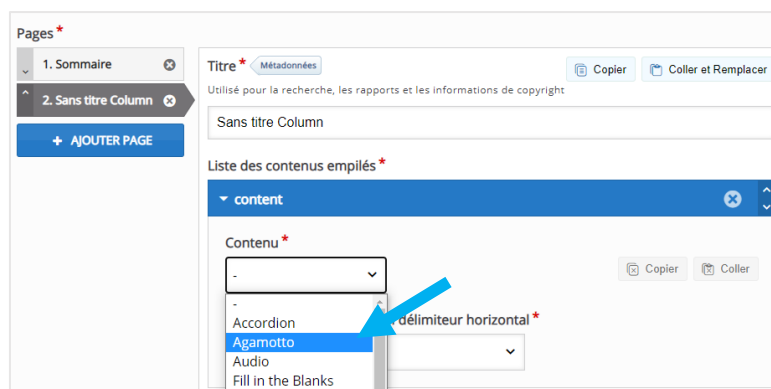 Pages *
1. Sommaire
2. Sans titre Column
+ AJOUTER PAGE
Titre * Métadonnées
Copier
Coller et Remplacer
Utilisé pour la recherche, les rapports et les informations de copyright
Sans titre Column
Liste des contenus empilés *
content
Contenu *
-
Copier
Coller
-
Accordion
délimiteur horizontal *
Agamotto
Audio
Fill in the Blanks